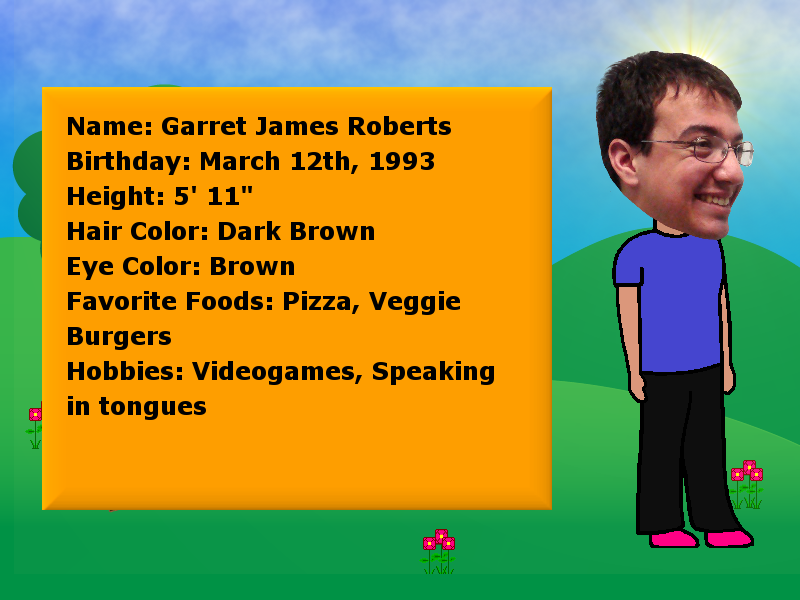 Name: Garret James Roberts
Birthday: March 12th, 1993
Height: 5' 11"
Hair Color: Dark Brown
Eye Color: Brown
Favorite Foods: Pizza, Veggie
Burgers
Hobbies: Videogames, Speaking
in tongues